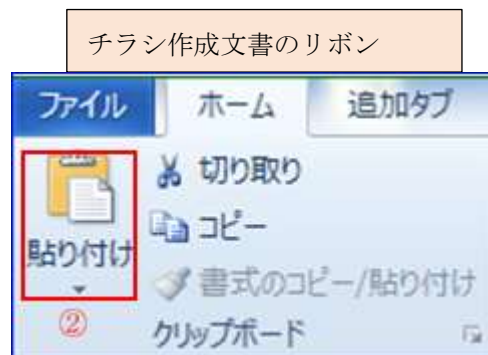 チラシ作成文書のリボン
ファイル ホーム 追加タブ
切り取り
コピー
貼り付け
書式のコピー/貼り付け
② クリップボード